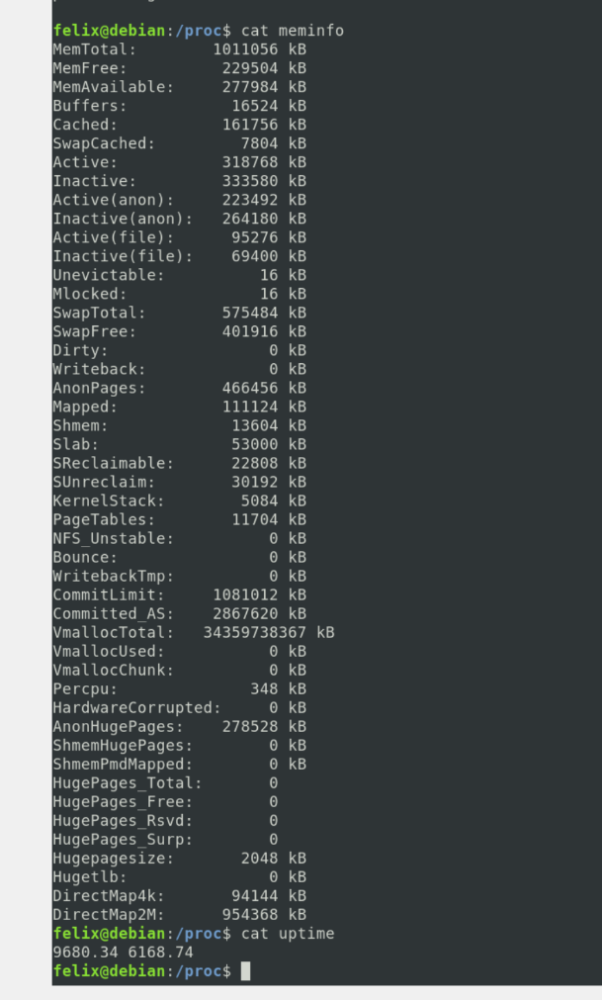 felix@debian:/proc$ cat meminfo
MemTotal:        1011056 kB
MemFree:          229504 kB
MemAvailable:     277984 kB
Buffers:           16524 kB
Cached:           161756 kB
SwapCached:         7804 kB
Active:           318768 kB
Inactive:         333580 kB
Active(anon):     223492 kB
Inactive(anon):   264180 kB
Active(file):      95276 kB
Inactive(file):    69400 kB
Unevictable:          16 kB
Mlocked:              16 kB
SwapTotal:        575484 kB
SwapFree:         401916 kB
Dirty:                 0 kB
Writeback:             0 kB
AnonPages:        466456 kB
Mapped:           111124 kB
Shmem:             13604 kB
Slab:              53000 kB
SReclaimable:      22808 kB
SUnreclaim:        30192 kB
KernelStack:        5084 kB
PageTables:        11704 kB
NFS_Unstable:          0 kB
Bounce:                0 kB
WritebackTmp:          0 kB
CommitLimit:     1081012 kB
Committed_AS:    2867620 kB
VmallocTotal:   34359738367 kB
VmallocUsed:           0 kB
VmallocChunk:          0 kB
Percpu:              348 kB
HardwareCorrupted:     0 kB
AnonHugePages:    278528 kB
ShmemHugePages:        0 kB
ShmemPmdMapped:        0 kB
HugePages_Total:       0
HugePages_Free:        0
HugePages_Rsvd:        0
HugePages_Surp:        0
Hugepagesize:       2048 kB
Hugetlb:               0 kB
DirectMap4k:       94144 kB
DirectMap2M:      954368 kB
felix@debian:/proc$ cat uptime
9680.34 6168.74
felix@debian:/proc$